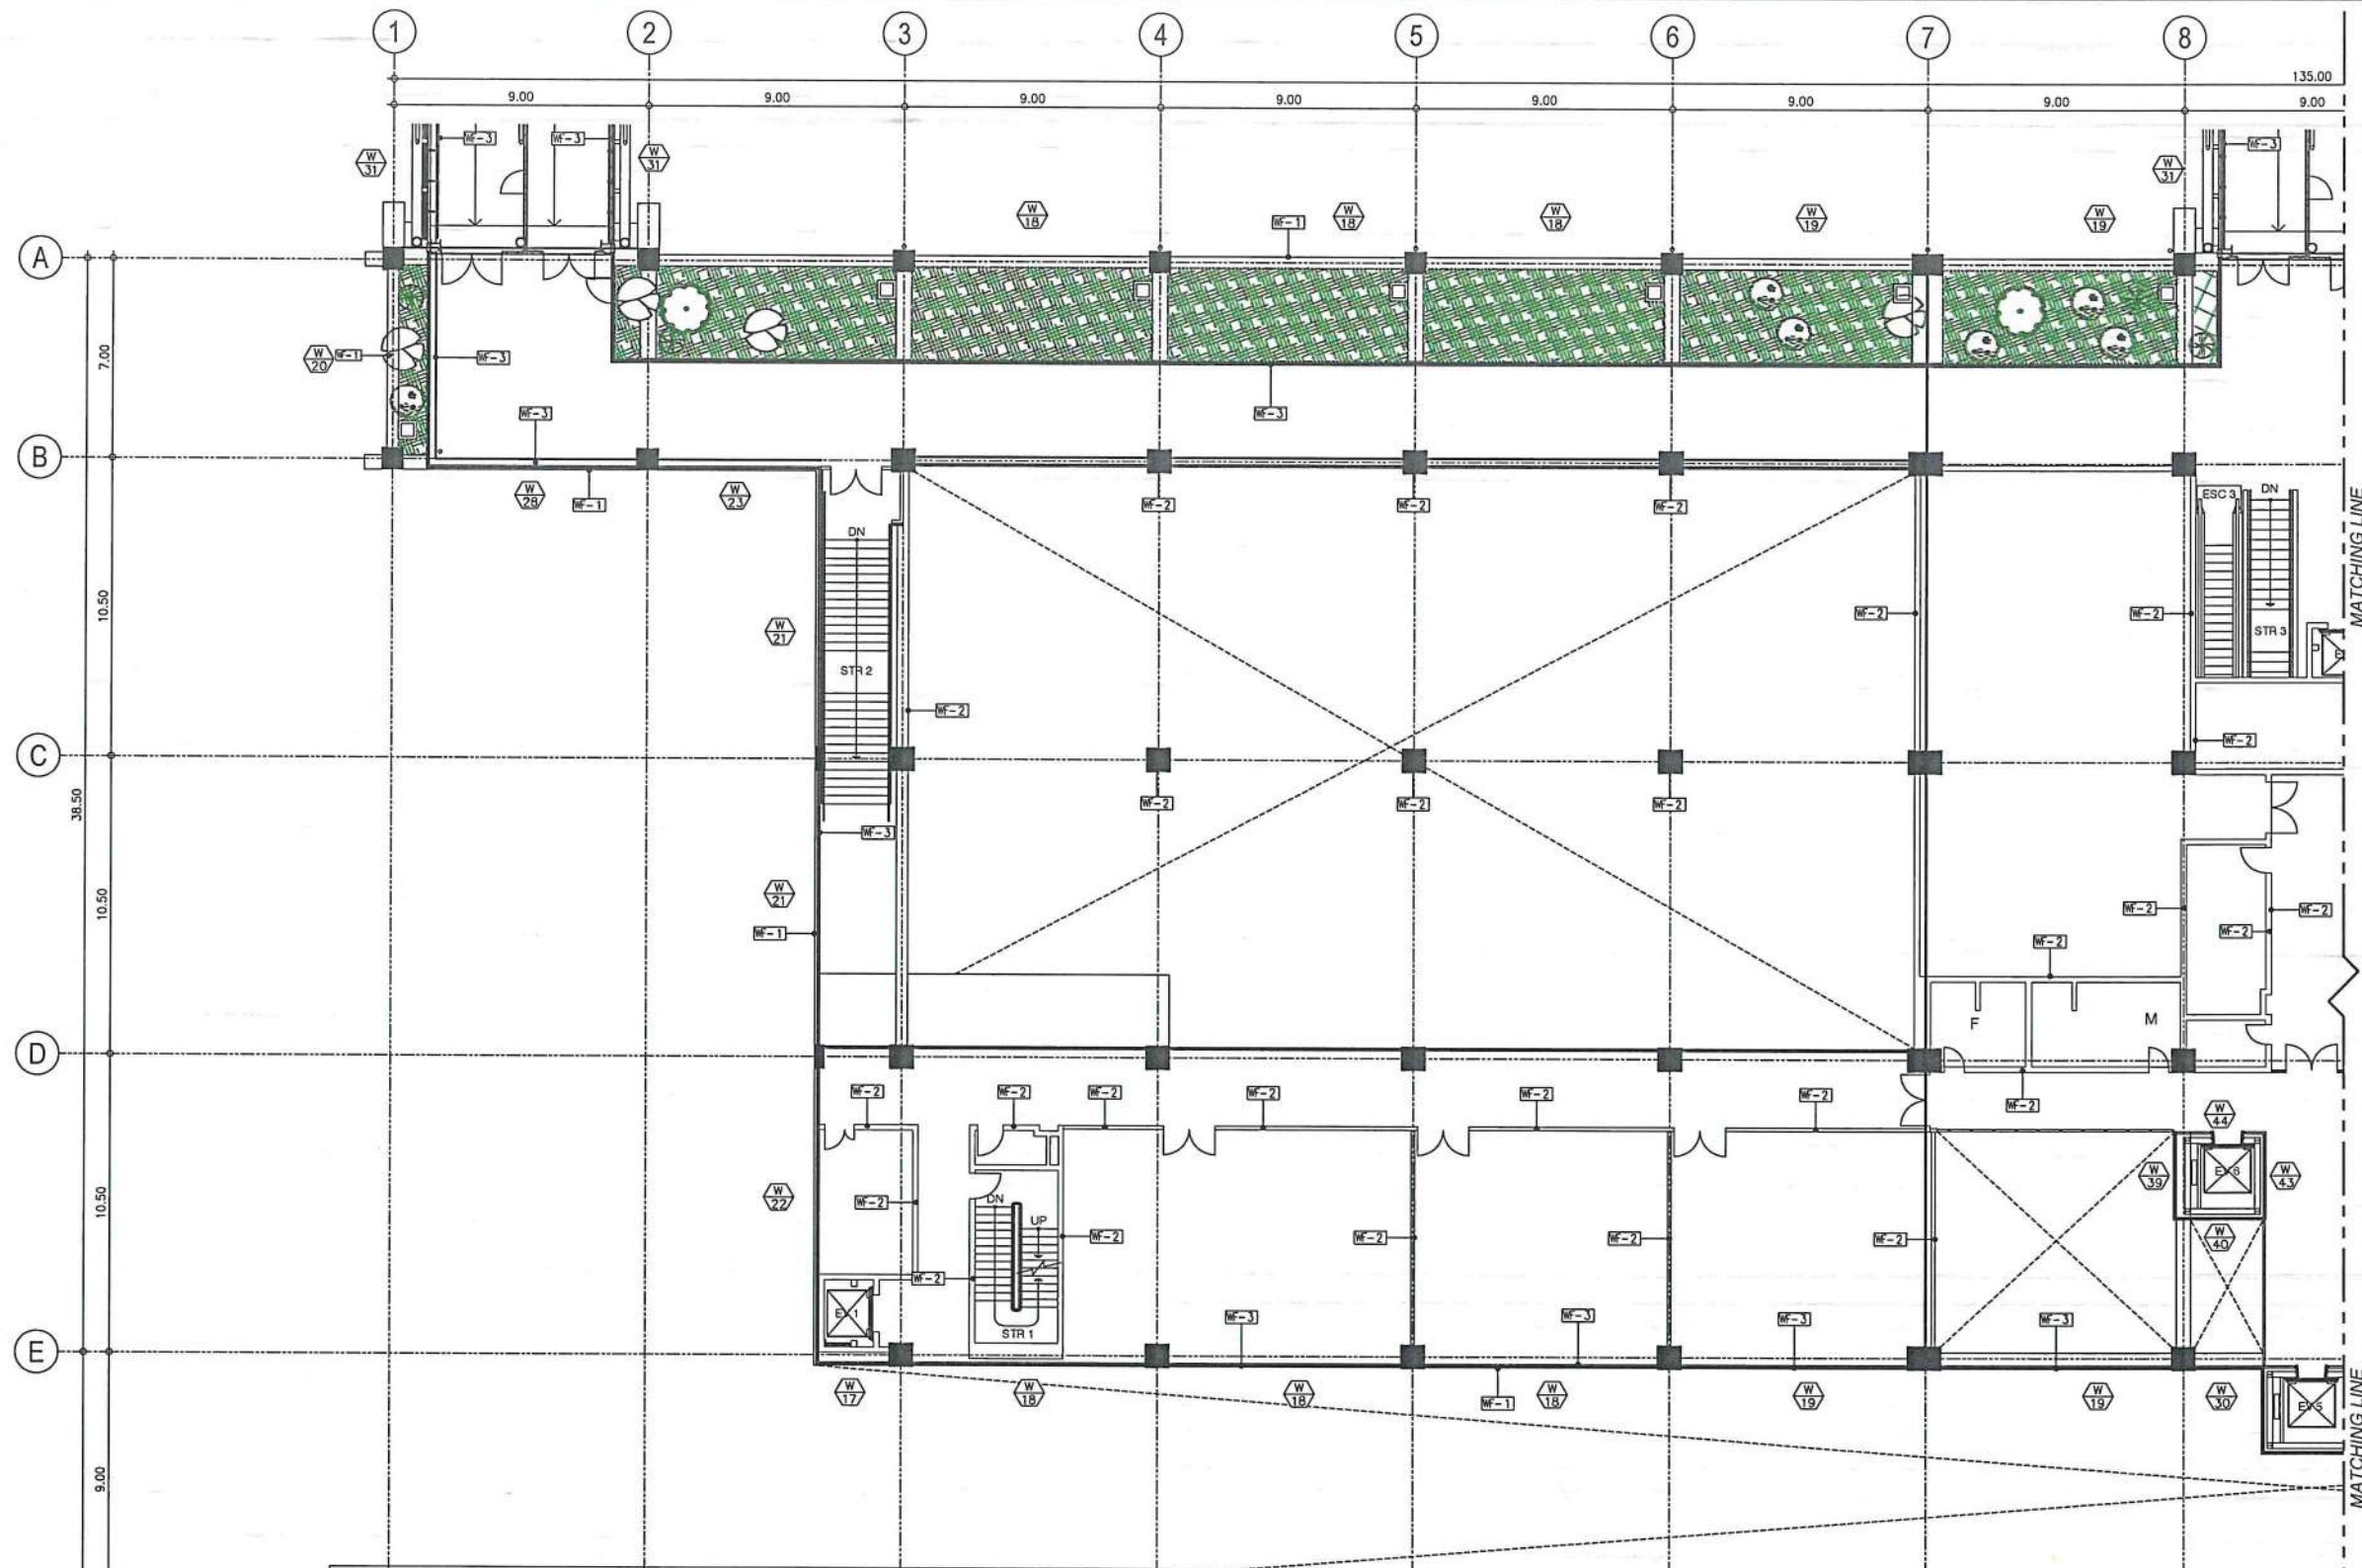 1 2 3 4 5 6 7 8
135.00
9.00 9.00 9.00 9.00 9.00 9.00 9.00 9.00
WF-3 WF-3 WF-3
W 31
W 31
W 31
W 18
WF-1
W 18
W 18
W 19
W 19
A
7.00
W 20
WF-1
WF-3
WF-3
WF-3
B
W 28
WF-1
W 23
WF-2 WF-2 WF-2
ESC 3
DN
MATCHING LINE
DN
10.50
W 21
WF-2 WF-2
STR 3
STR 2
WF-2
WF-2
C
38.50
WF-2 WF-2 WF-2
WF-3
10.50
W 21
WF-1
WF-2 WF-2
WF-2
WF-2
F M
D
WF-2 WF-2 WF-2 WF-2 WF-2 WF-2
WF-2
W 44
10.50
W 22
WF-2
DN
UP
WF-2 WF-2 WF-2 WF-2
W 39
W 43
W 40
WF-2
STR 1
WF-3 WF-3 WF-3 WF-3
E
W 17
W 18
W 18
WF-1
W 18
W 19
W 19
W 30
MATCHING LINE
9.00